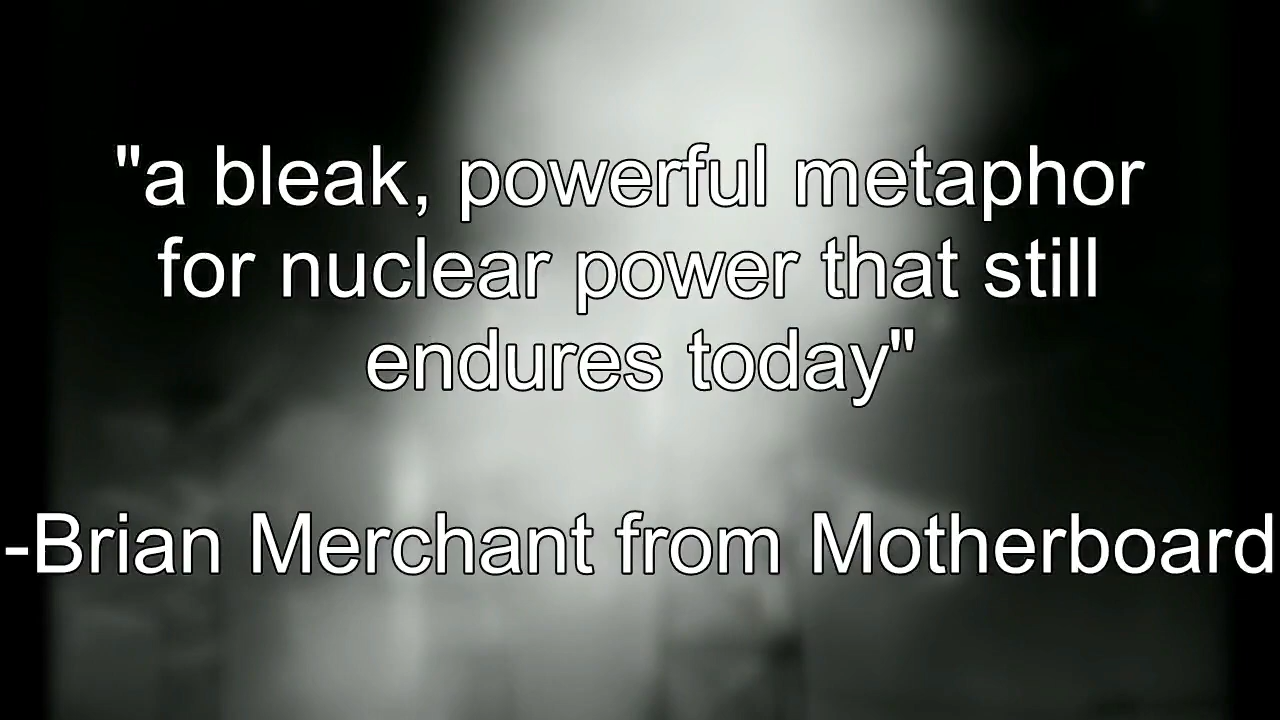 "a bleak, powerful metaphor
for nuclear power that still
endures today"
-Brian Merchant from Motherboard